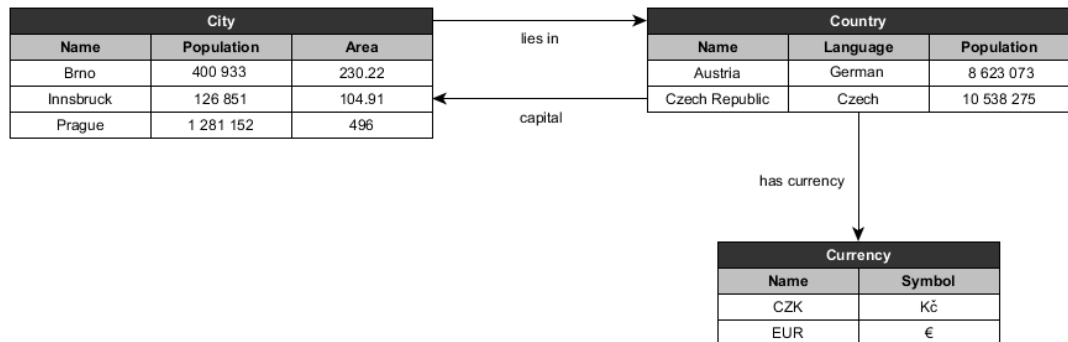 City
Name Population Area
Brno 400 933 230.22
Innsbruck 126 851 104.91
Prague 1 281 152 496
lies in
capital
Country
Name Language Population
Austria German 8 623 073
Czech Republic Czech 10 538 275
has currency
Currency
Name Symbol
CZK Kč
EUR €